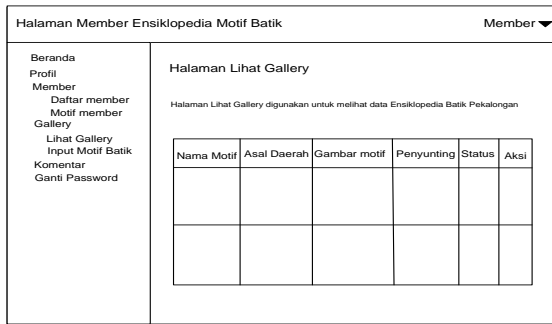 Halaman Member Ensiklopedia Motif Batik
Member
Beranda
Profil
Member
Daftar member
Motif member
Gallery
Lihat Gallery
Input Motif Batik
Komentar
Ganti Password
Halaman Lihat Gallery
Halaman Lihat Gallery digunakan untuk melihat data Ensiklopedia Batik Pekalongan
Nama Motif Asal Daerah Gambar motif Penyunting Status Aksi